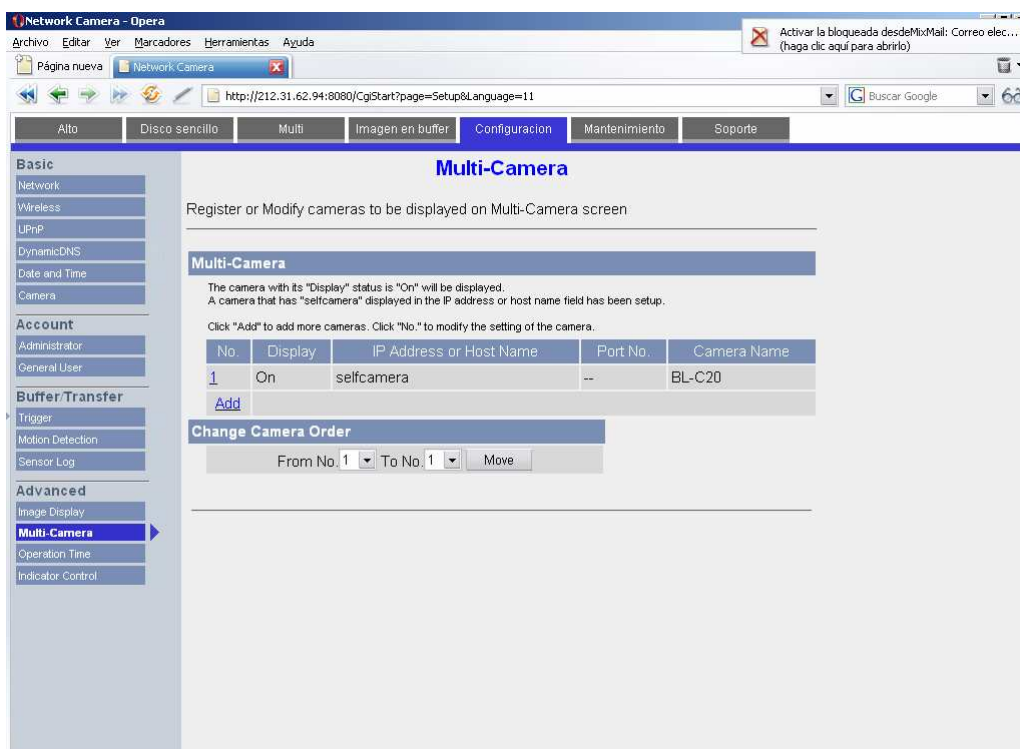 Network Camera - Opera
Activar la bloqueada desdeMixMail: Correo elec...
(haga clic aquí para abrirlo)
Archivo Editar Ver Marcadores Herramientas Ayuda
Página nueva Network Camera
http://212.31.62.94:8080/CgiStart?page=Setup&Language=11 Buscar Google
Alto Disco sencillo Multi Imagen en buffer Configuracion Mantenimiento Soporte
Basic
Network
Wireless
UPnP
DynamicDNS
Date and Time
Camera
Account
Administrator
General User
Buffer/Transfer
Trigger
Motion Detection
Sensor Log
Advanced
Image Display
Multi-Camera
Operation Time
Indicator Control
Multi-Camera
Register or Modify cameras to be displayed on Multi-Camera screen
Multi-Camera
The camera with its "Display" status is "On" will be displayed.
A camera that has "selfcamera" displayed in the IP address or host name field has been setup.
Click "Add" to add more cameras. Click "No." to modify the setting of the camera.
No. Display IP Address or Host Name Port No. Camera Name
1 On selfcamera -- BL-C20
Add
Change Camera Order
From No. 1 To No. 1 Move